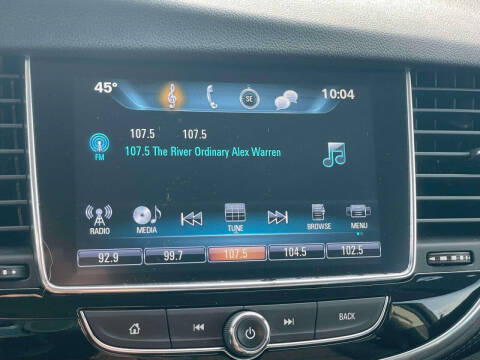 45° SE 10:04
107.5 107.5
FM 107.5 The River Ordinary Alex Warren
RADIO MEDIA TUNE BROWSE MENU
92.9 99.7 107.5 104.5 102.5
BACK